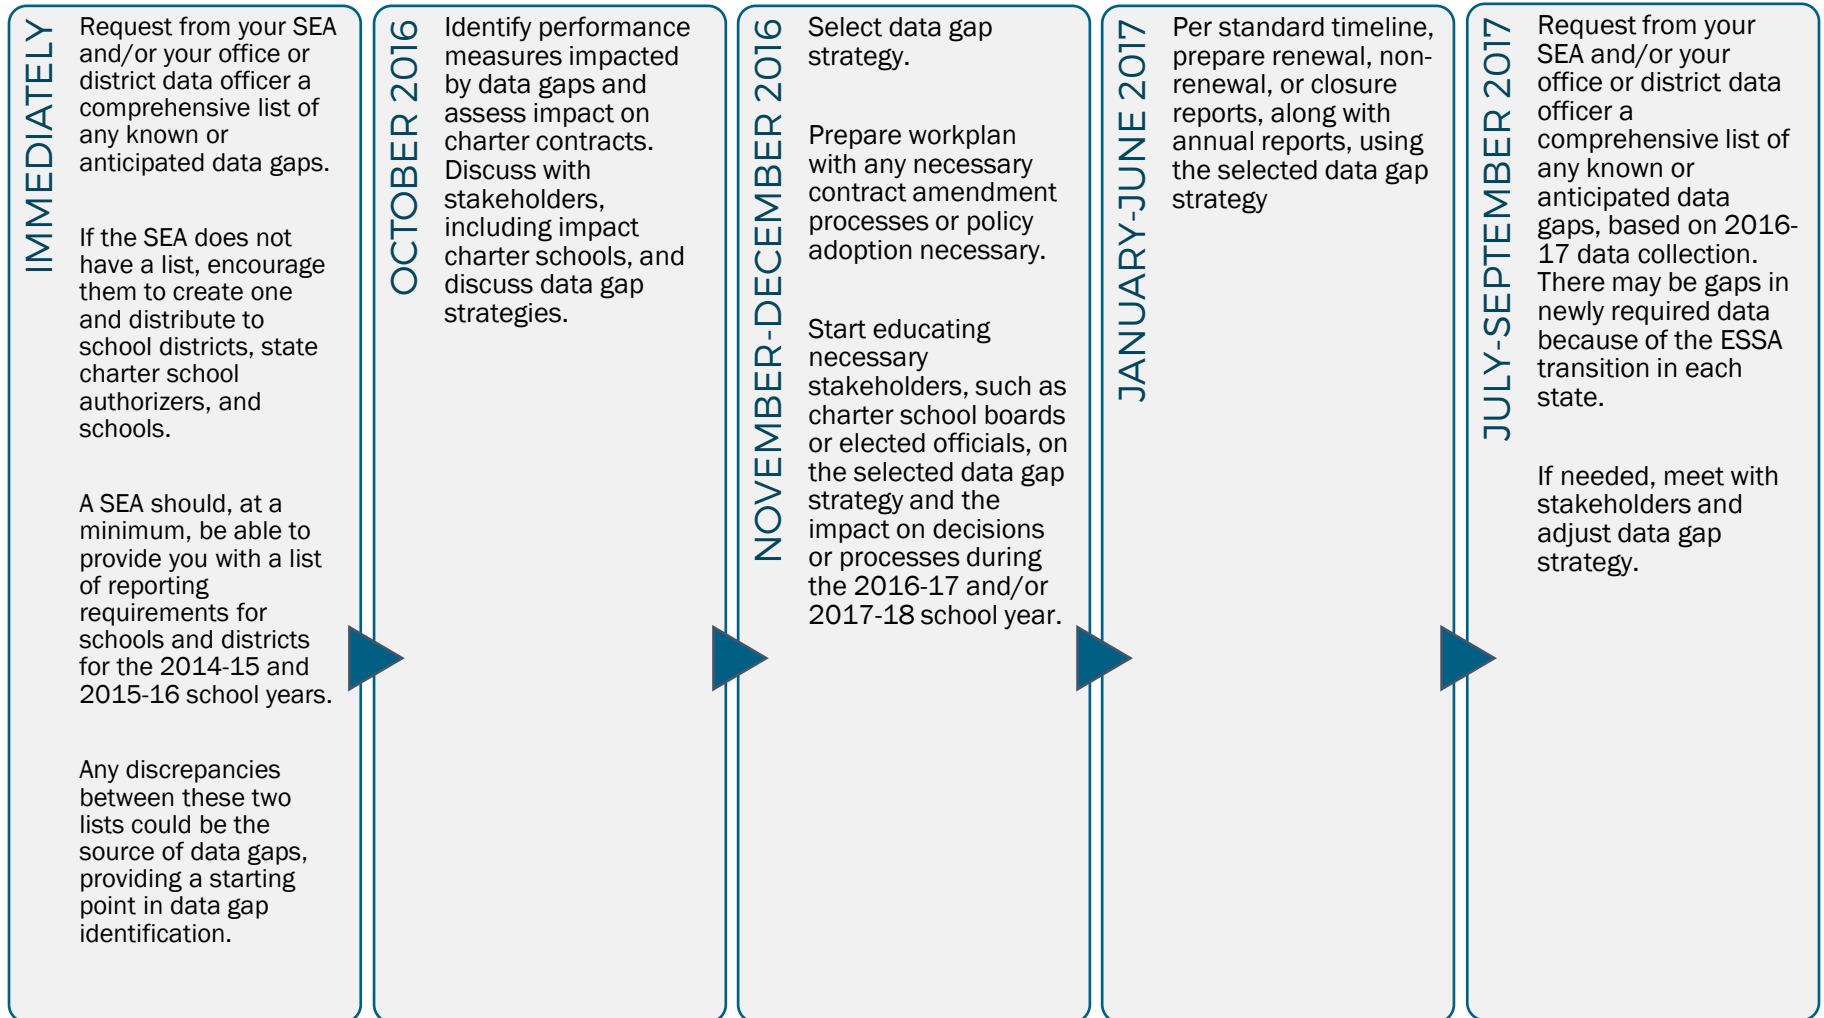 IMMEDIATELY
Request from your SEA
and/or your office or
district data officer a
comprehensive list of
any known or
anticipated data gaps.
If the SEA does not
have a list, encourage
them to create one
and distribute to
school districts, state
charter school
authorizers, and
schools.
A SEA should, at a
minimum, be able to
provide you with a list
of reporting
requirements for
schools and districts
for the 2014-15 and
2015-16 school years.
Any discrepancies
between these two
lists could be the
source of data gaps,
providing a starting
point in data gap
identification.
OCTOBER 2016
Identify performance
measures impacted
by data gaps and
assess impact on
charter contracts.
Discuss with
stakeholders,
including impact
charter schools, and
discuss data gap
strategies.
NOVEMBER-DECEMBER 2016
Select data gap
strategy.
Prepare workplan
with any necessary
contract amendment
processes or policy
adoption necessary.
Start educating
necessary
stakeholders, such as
charter school boards
or elected officials, on
the selected data gap
strategy and the
impact on decisions
or processes during
the 2016-17 and/or
2017-18 school year.
JANUARY-JUNE 2017
Per standard timeline,
prepare renewal, non-
renewal, or closure
reports, along with
annual reports, using
the selected data gap
strategy
JULY-SEPTEMBER 2017
Request from your
SEA and/or your
office or district data
officer a
comprehensive list of
any known or
anticipated data
gaps, based on 2016-
17 data collection.
There may be gaps in
newly required data
because of the ESSA
transition in each
state.
If needed, meet with
stakeholders and
adjust data gap
strategy.